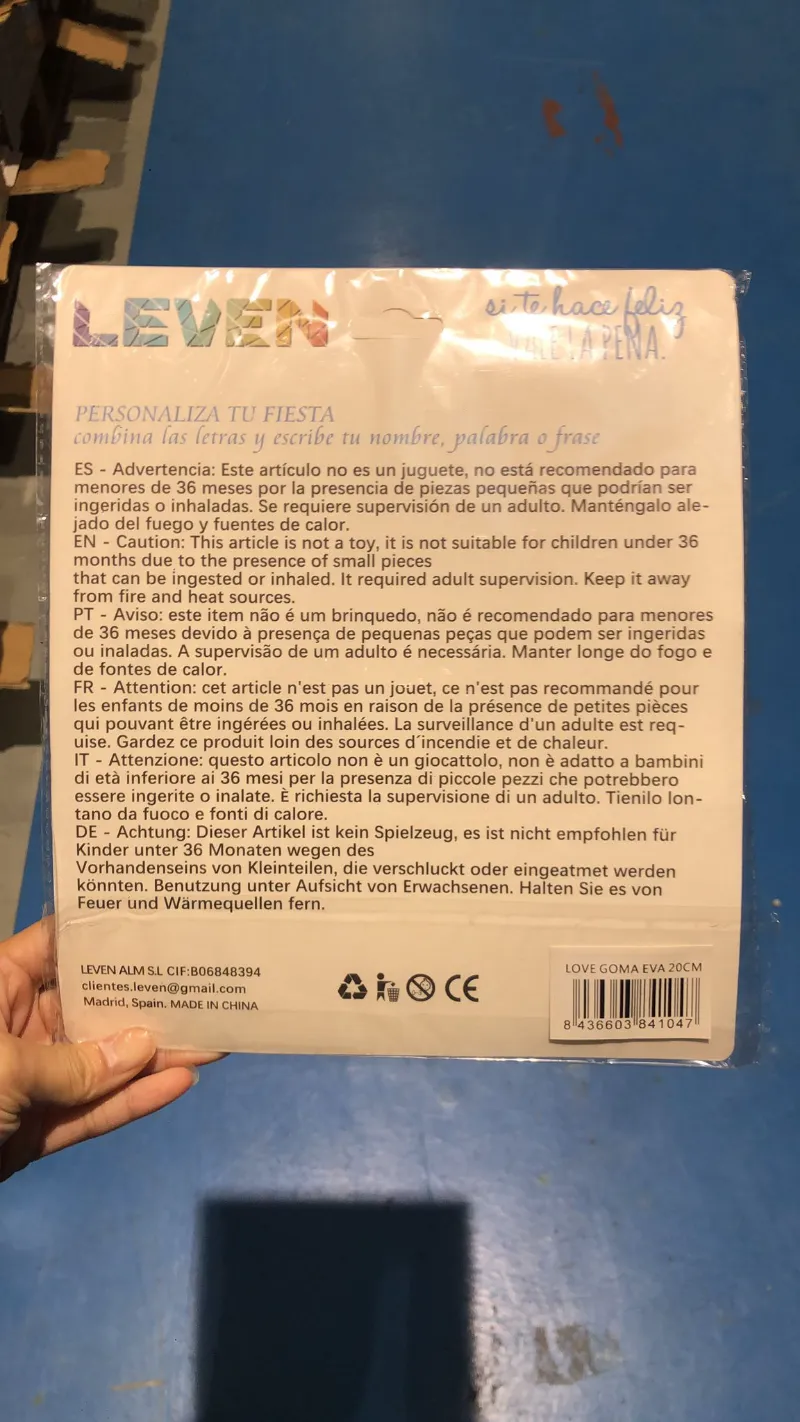 LEVEN
si te hace feliz
VALE LA PENA.
PERSONALIZA TU FIESTA
combina las letras y escribe tu nombre, palabra o frase
ES - Advertencia: Este artículo no es un juguete, no está recomendado para
menores de 36 meses por la presencia de piezas pequeñas que podrían ser
ingeridas o inhaladas. Se requiere supervisión de un adulto. Manténgalo ale-
jado del fuego y fuentes de calor.
EN - Caution: This article is not a toy, it is not suitable for children under 36
months due to the presence of small pieces
that can be ingested or inhaled. It required adult supervision. Keep it away
from fire and heat sources.
PT - Aviso: este item não é um brinquedo, não é recomendado para menores
de 36 meses devido à presença de pequenas peças que podem ser ingeridas
ou inaladas. A supervisão de um adulto é necessária. Manter longe do fogo e
de fontes de calor.
FR - Attention: cet article n'est pas un jouet, ce n'est pas recommandé pour
les enfants de moins de 36 mois en raison de la présence de petites pièces
qui pouvant être ingérées ou inhalées. La surveillance d'un adulte est req-
uise. Gardez ce produit loin des sources d´incendie et de chaleur.
IT - Attenzione: questo articolo non è un giocattolo, non è adatto a bambini
di età inferiore ai 36 mesi per la presenza di piccole pezzi che potrebbero
essere ingerite o inalate. È richiesta la supervisione di un adulto. Tienilo lon-
tano da fuoco e fonti di calore.
DE - Achtung: Dieser Artikel ist kein Spielzeug, es ist nicht empfohlen für
Kinder unter 36 Monaten wegen des
Vorhandenseins von Kleinteilen, die verschluckt oder eingeatmet werden
könnten. Benutzung unter Aufsicht von Erwachsenen. Halten Sie es von
Feuer und Wärmequellen fern.
LEVEN ALM S.L CIF:B06848394
clientes.leven@gmail.com
Madrid, Spain. MADE IN CHINA
CE
LOVE GOMA EVA 20CM
8 436603 841047